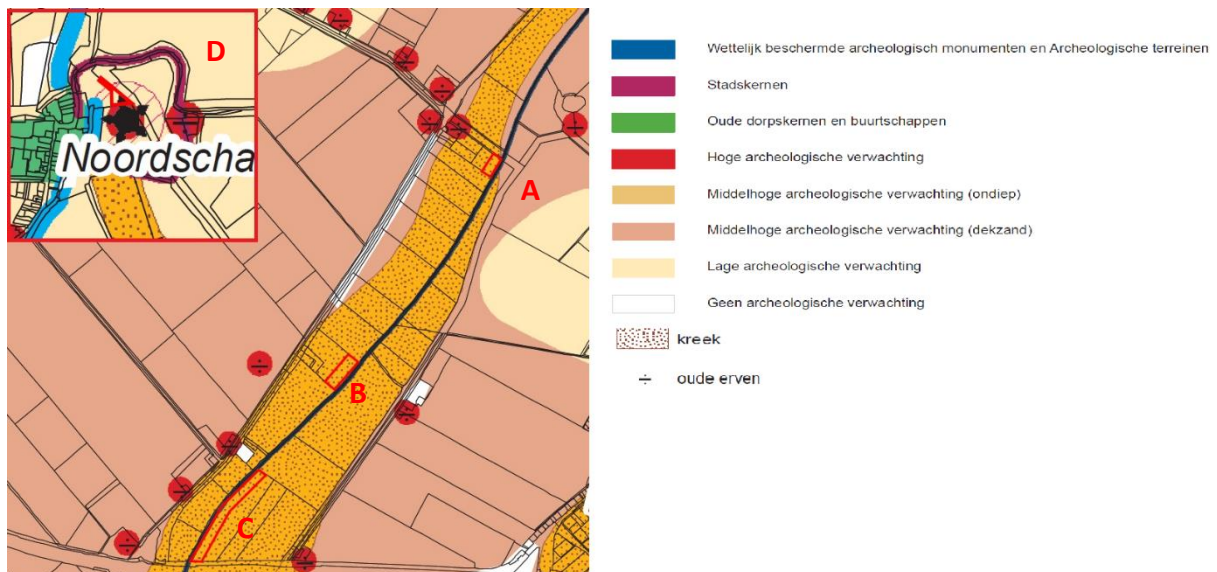 D
Noordscha
A
B
C
Wettelijk beschermde archeologisch monumenten en Archeologische terreinen
Stadskernen
Oude dorpskernen en buurtschappen
Hoge archeologische verwachting
Middelhoge archeologische verwachting (ondiep)
Middelhoge archeologische verwachting (dekzand)
Lage archeologische verwachting
Geen archeologische verwachting
kreek
oude erven